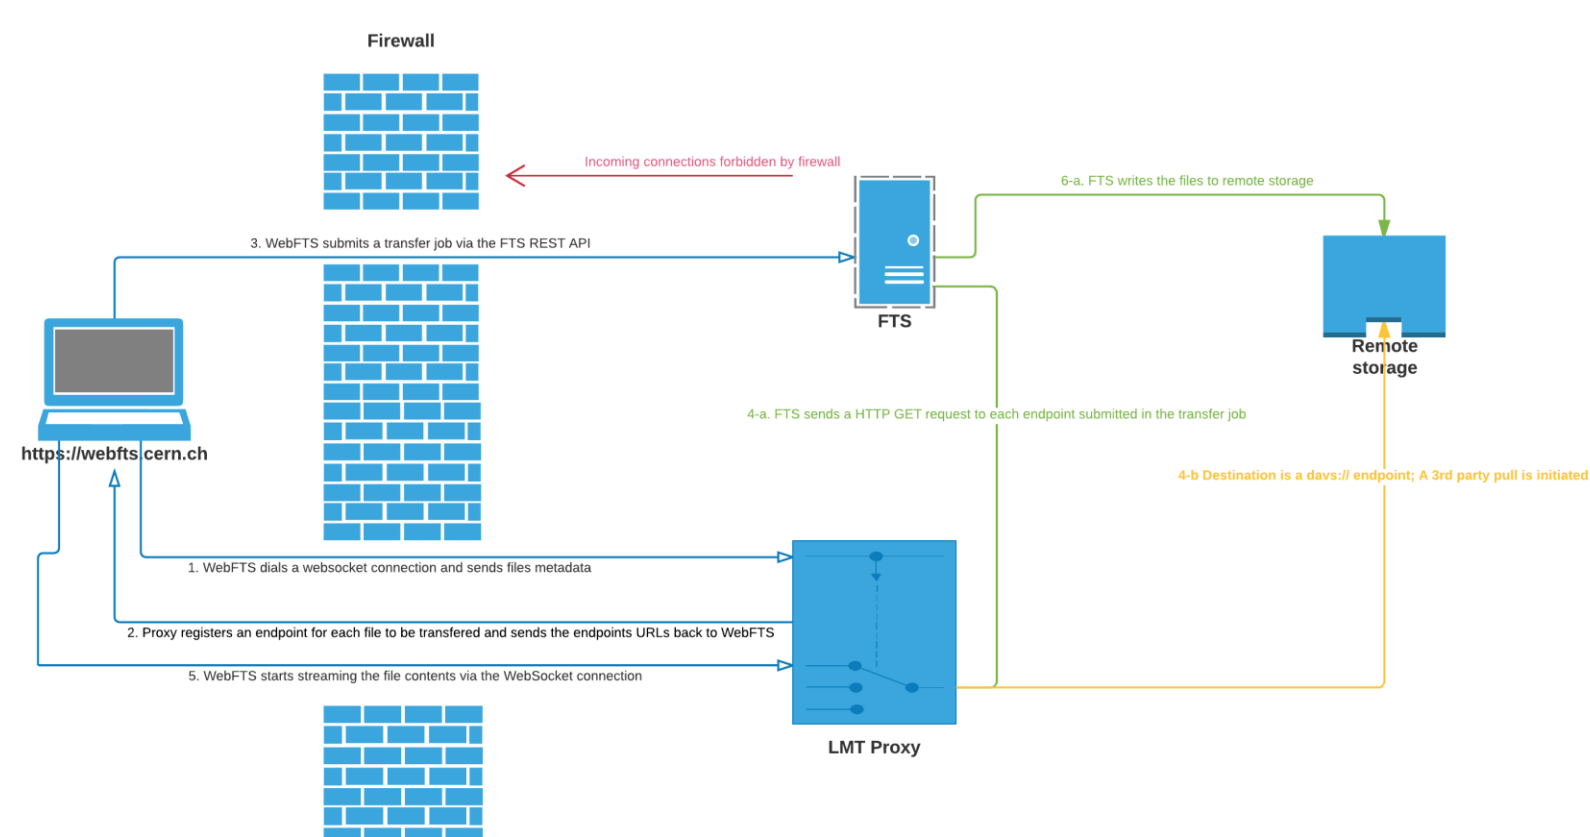 Firewall
Incoming connections forbidden by firewall
6-a. FTS writes the files to remote storage
3. WebFTS submits a transfer job via the FTS REST API
FTS
Remote
storage
4-a. FTS sends a HTTP GET request to each endpoint submitted in the transfer job
https://webfts.cern.ch
4-b Destination is a davs:// endpoint; A 3rd party pull is initiated
1. WebFTS dials a websocket connection and sends files metadata
2. Proxy registers an endpoint for each file to be transfered and sends the endpoints URLs back to WebFTS
5. WebFTS starts streaming the file contents via the WebSocket connection
LMT Proxy